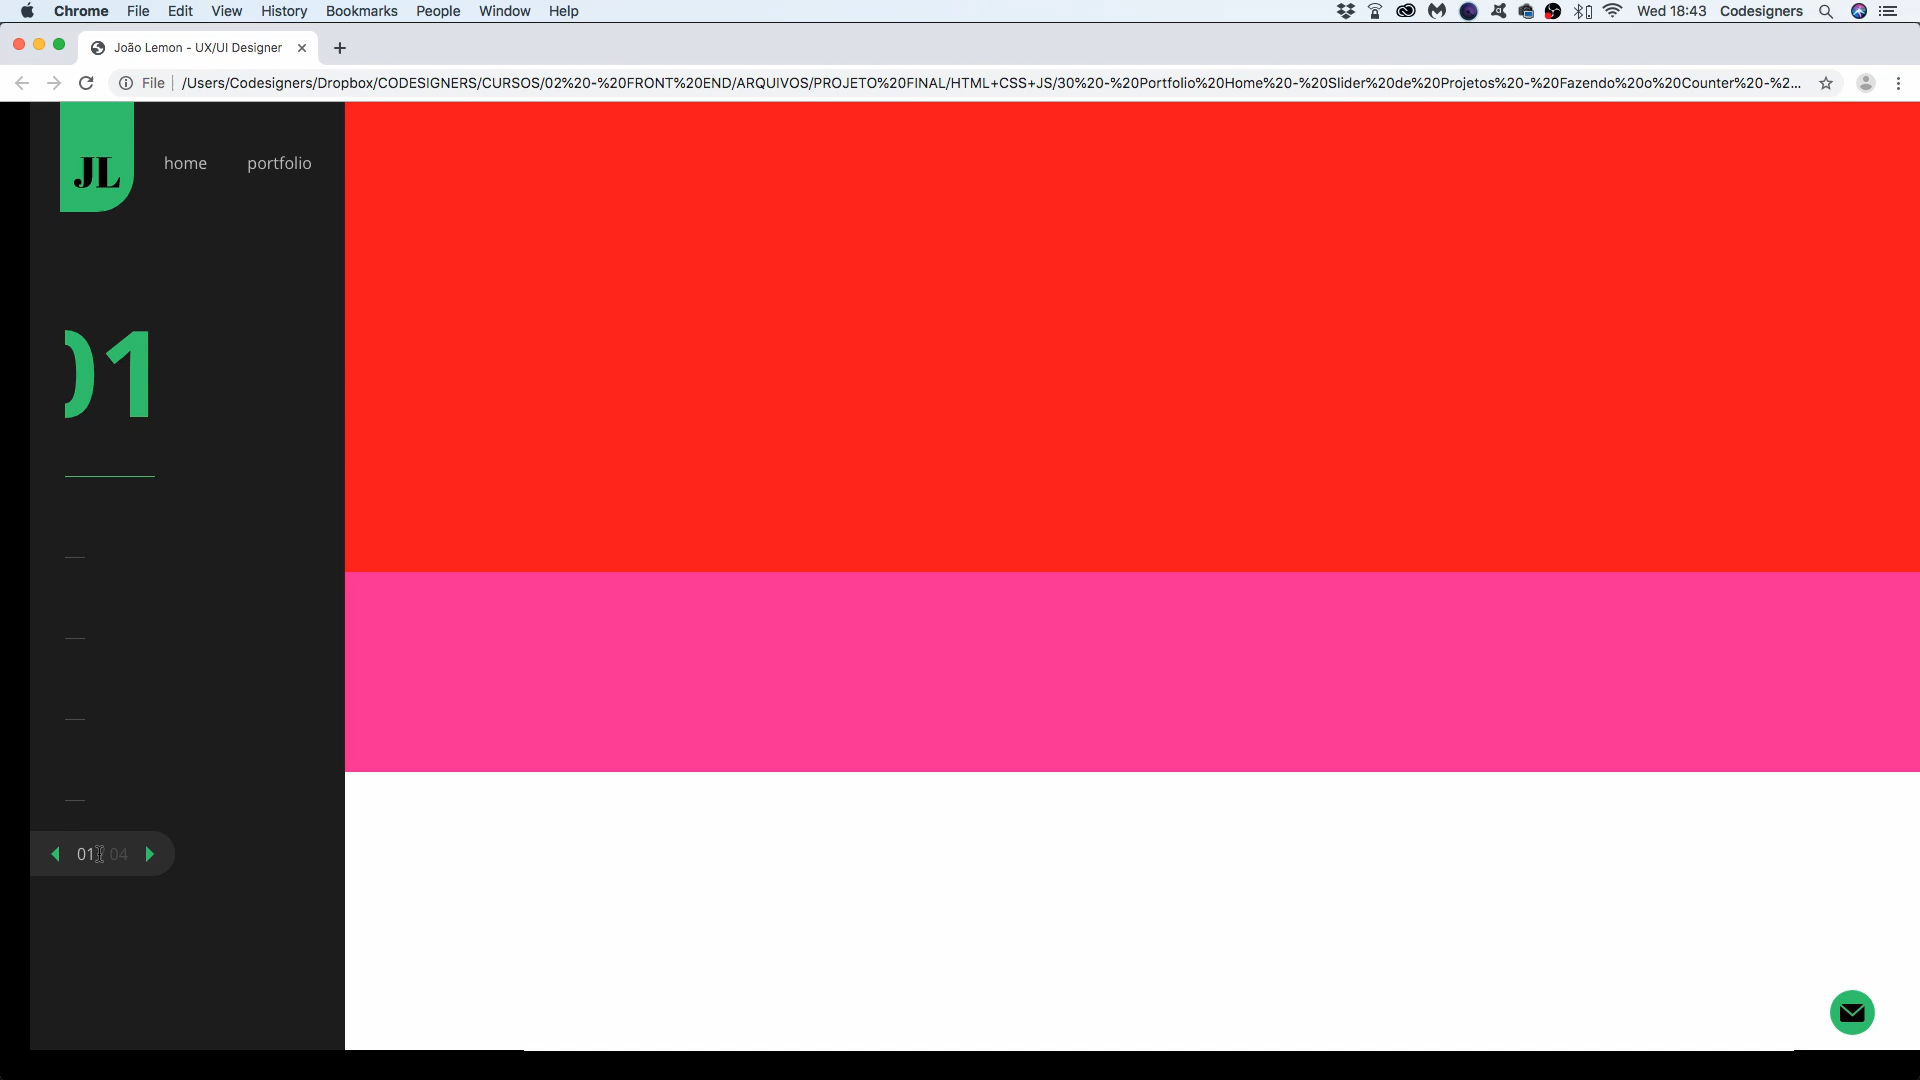 Chrome File Edit View History Bookmarks People Window Help Wed 18:43 Codesigners
João Lemon - UX/UI Designer
File /Users/Codesigners/Dropbox/CODESIGNERS/CURSOS/02%20-%20FRONT%20END/ARQUIVOS/PROJETO%20FINAL/HTML+CSS+JS/30%20-%20Portfolio%20Home%20-%20Slider%20de%20Projetos%20-%20Fazendo%20o%20Counter%20-%2...
JL home portfolio
01
01 04